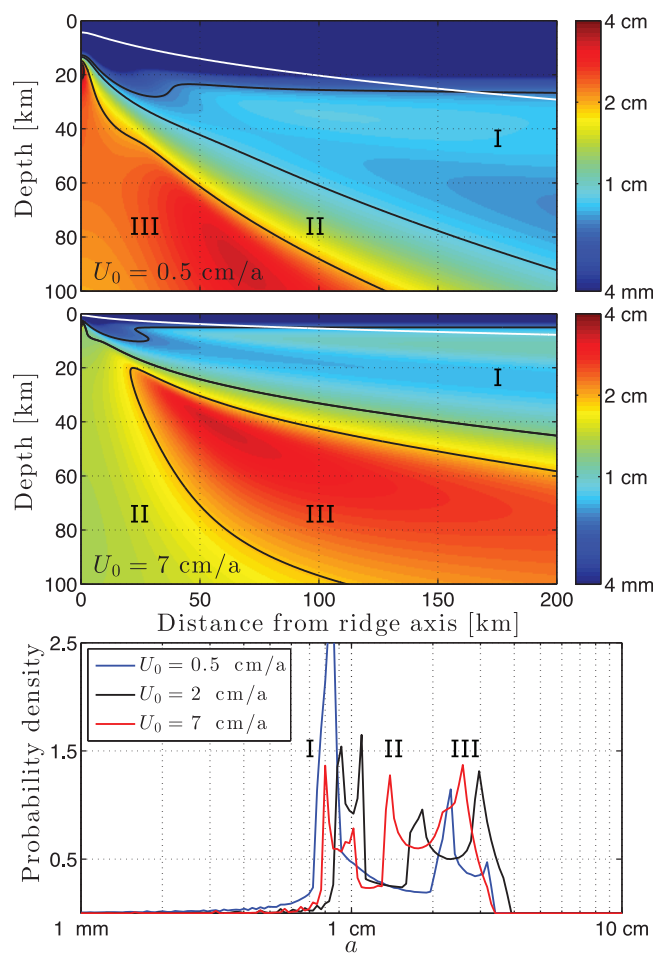 0
20
40
60
80
100
Depth [km]
I
II
III
U₀ = 0.5 cm/a
4 cm
2 cm
1 cm
4 mm
0
20
40
60
80
100
Depth [km]
I
II
III
U₀ = 7 cm/a
4 cm
2 cm
1 cm
4 mm
0
50
100
150
200
Distance from ridge axis [km]
2.5
1.5
0.5
Probability density
U₀ = 0.5 cm/a
U₀ = 2 cm/a
U₀ = 7 cm/a
I
II
III
1 mm
1 cm
10 cm
a